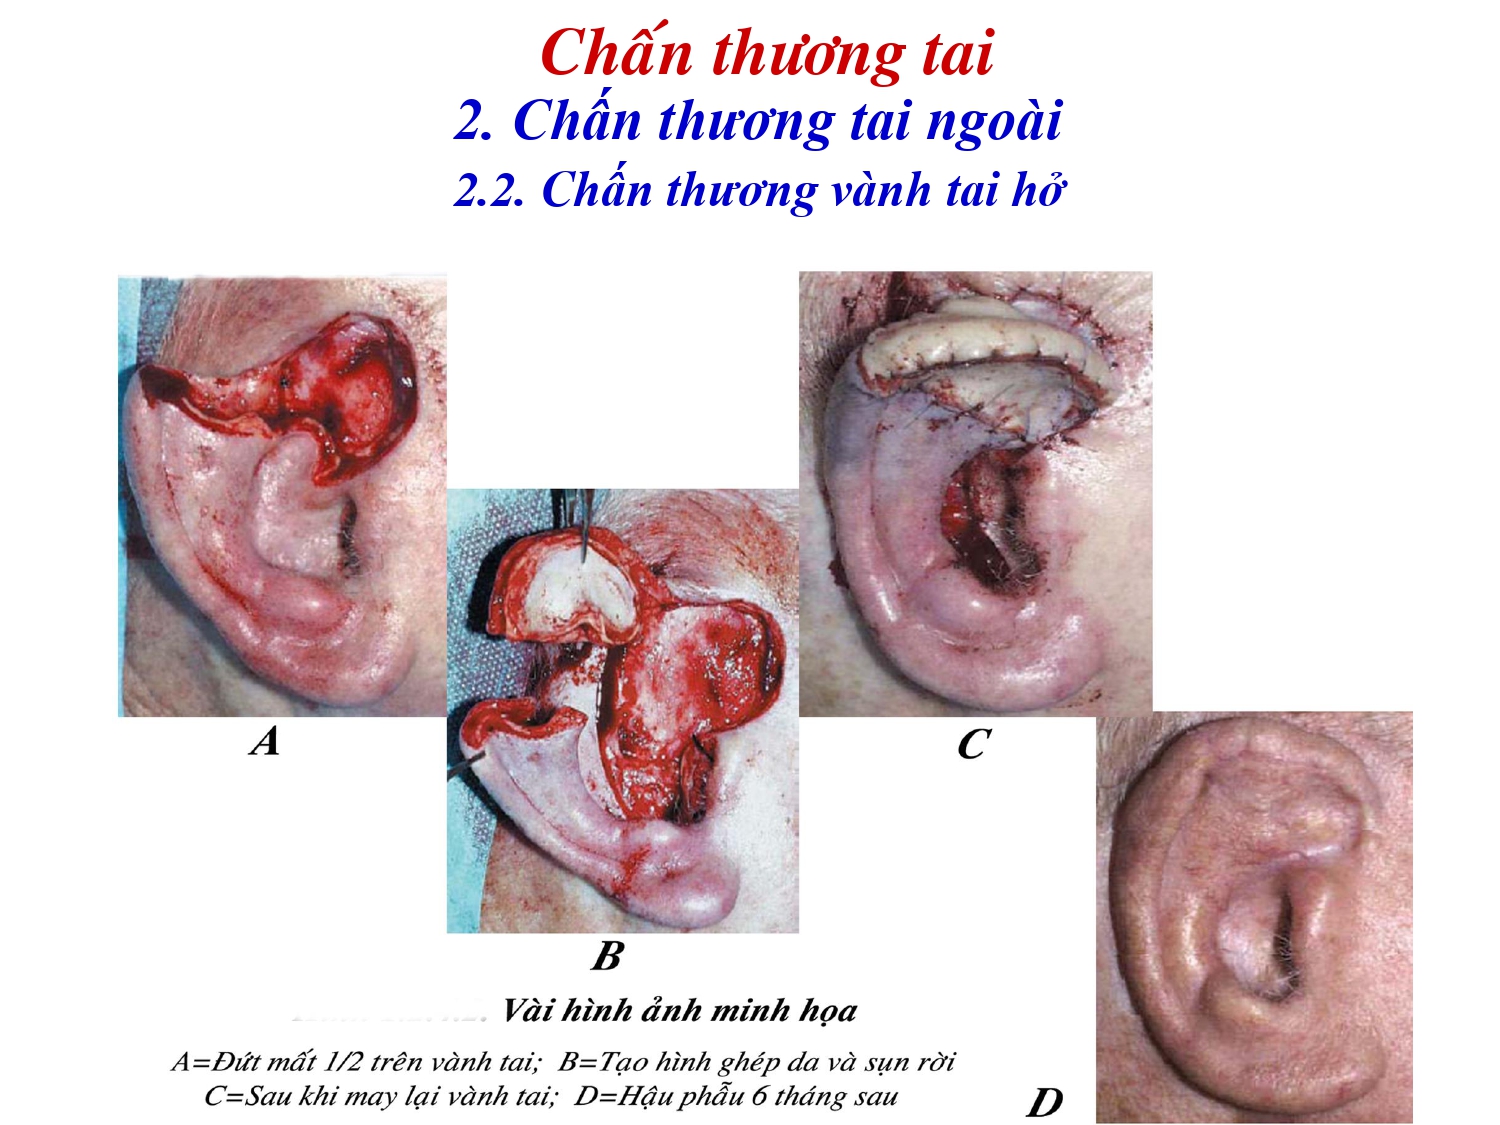 Chấn thương tai
2. Chấn thương tai ngoài
2.2. Chấn thương vành tai hở
A
C
B
D
Vài hình ảnh minh họa
A=Đứt mất 1/2 trên vành tai; B=Tạo hình ghép da và sụn rời
C=Sau khi may lại vành tai; D=Hậu phẫu 6 tháng sau